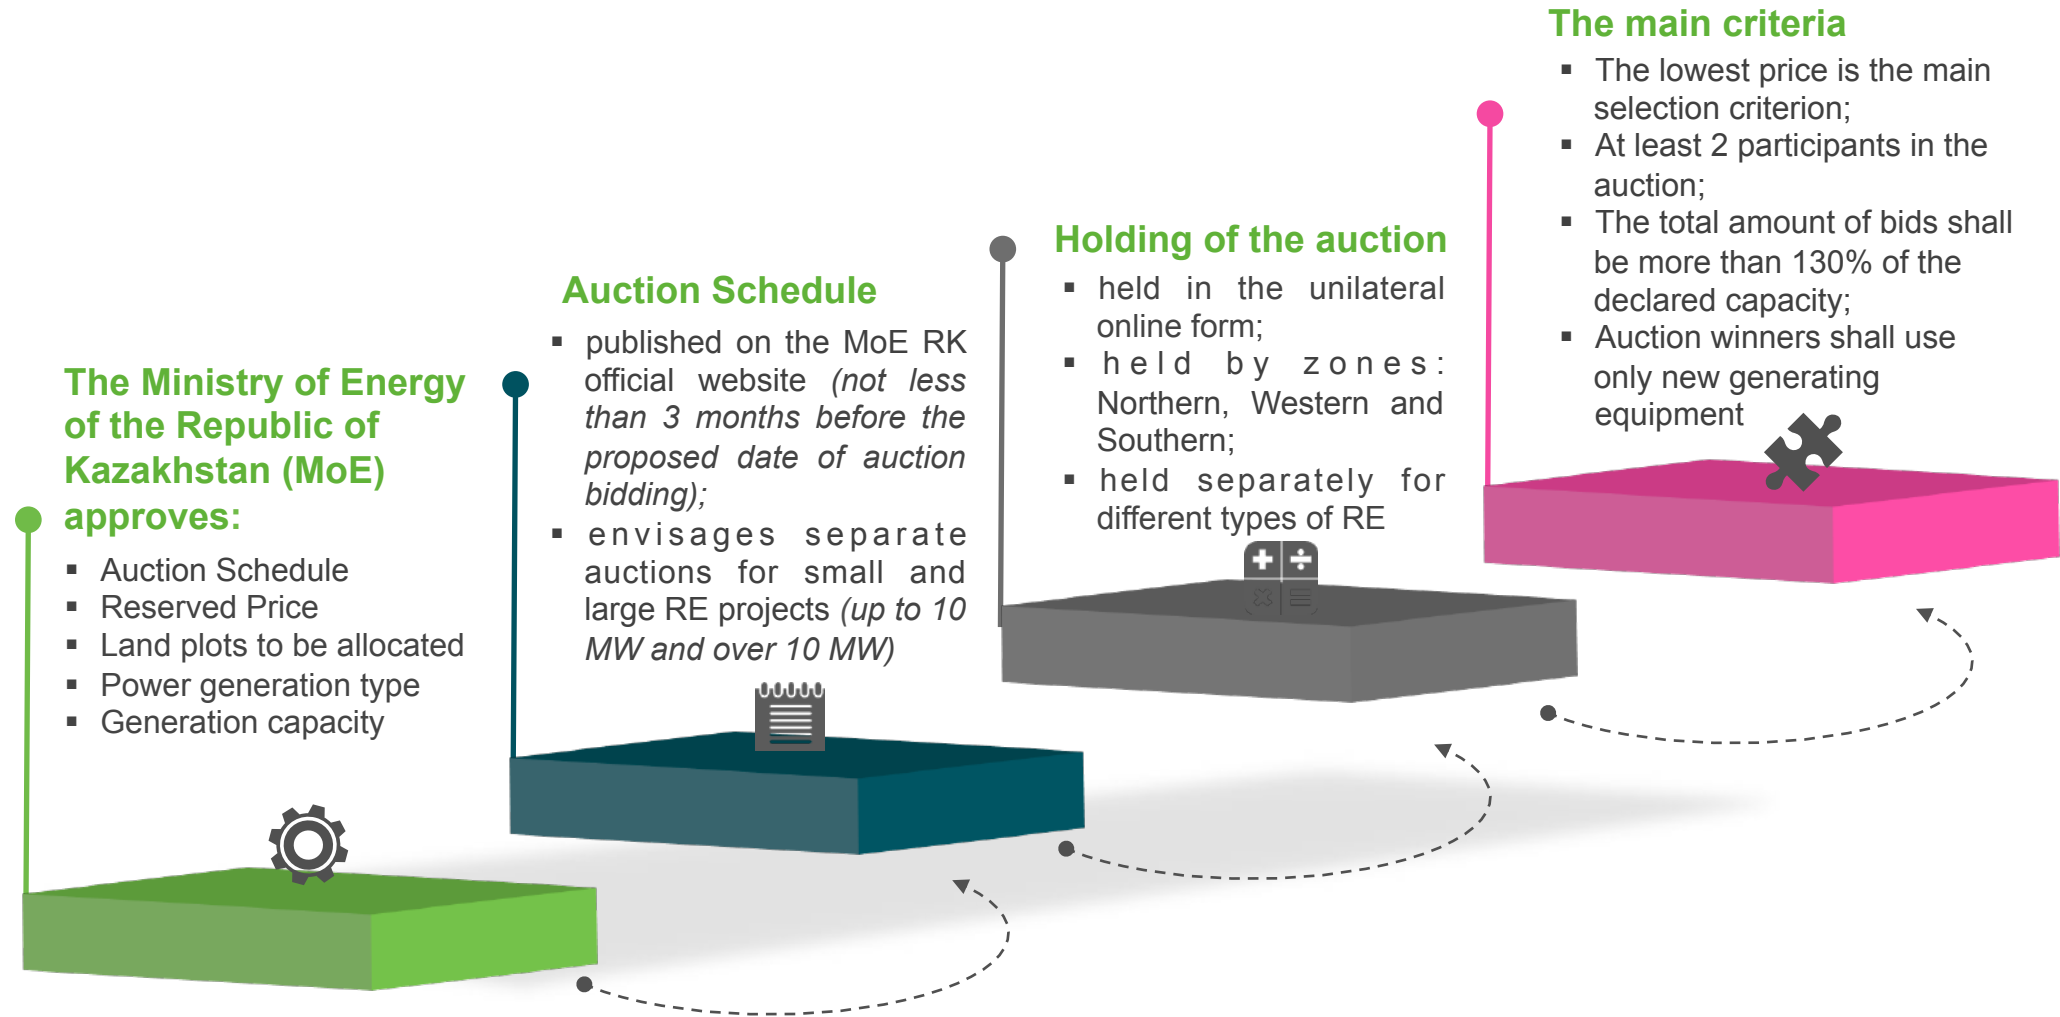 The Ministry of Energy
of the Republic of
Kazakhstan (MoE)
approves:
▪ Auction Schedule
▪ Reserved Price
▪ Land plots to be allocated
▪ Power generation type
▪ Generation capacity
Auction Schedule
▪ published on the MoE RK
official website (not less
than 3 months before the
proposed date of auction
bidding);
▪ envisages separate
auctions for small and
large RE projects (up to 10
MW and over 10 MW)
Holding of the auction
▪ held in the unilateral
online form;
▪ held by zones:
Northern, Western and
Southern;
▪ held separately for
different types of RE
The main criteria
▪ The lowest price is the main
selection criterion;
▪ At least 2 participants in the
auction;
▪ The total amount of bids shall
be more than 130% of the
declared capacity;
▪ Auction winners shall use
only new generating
equipment